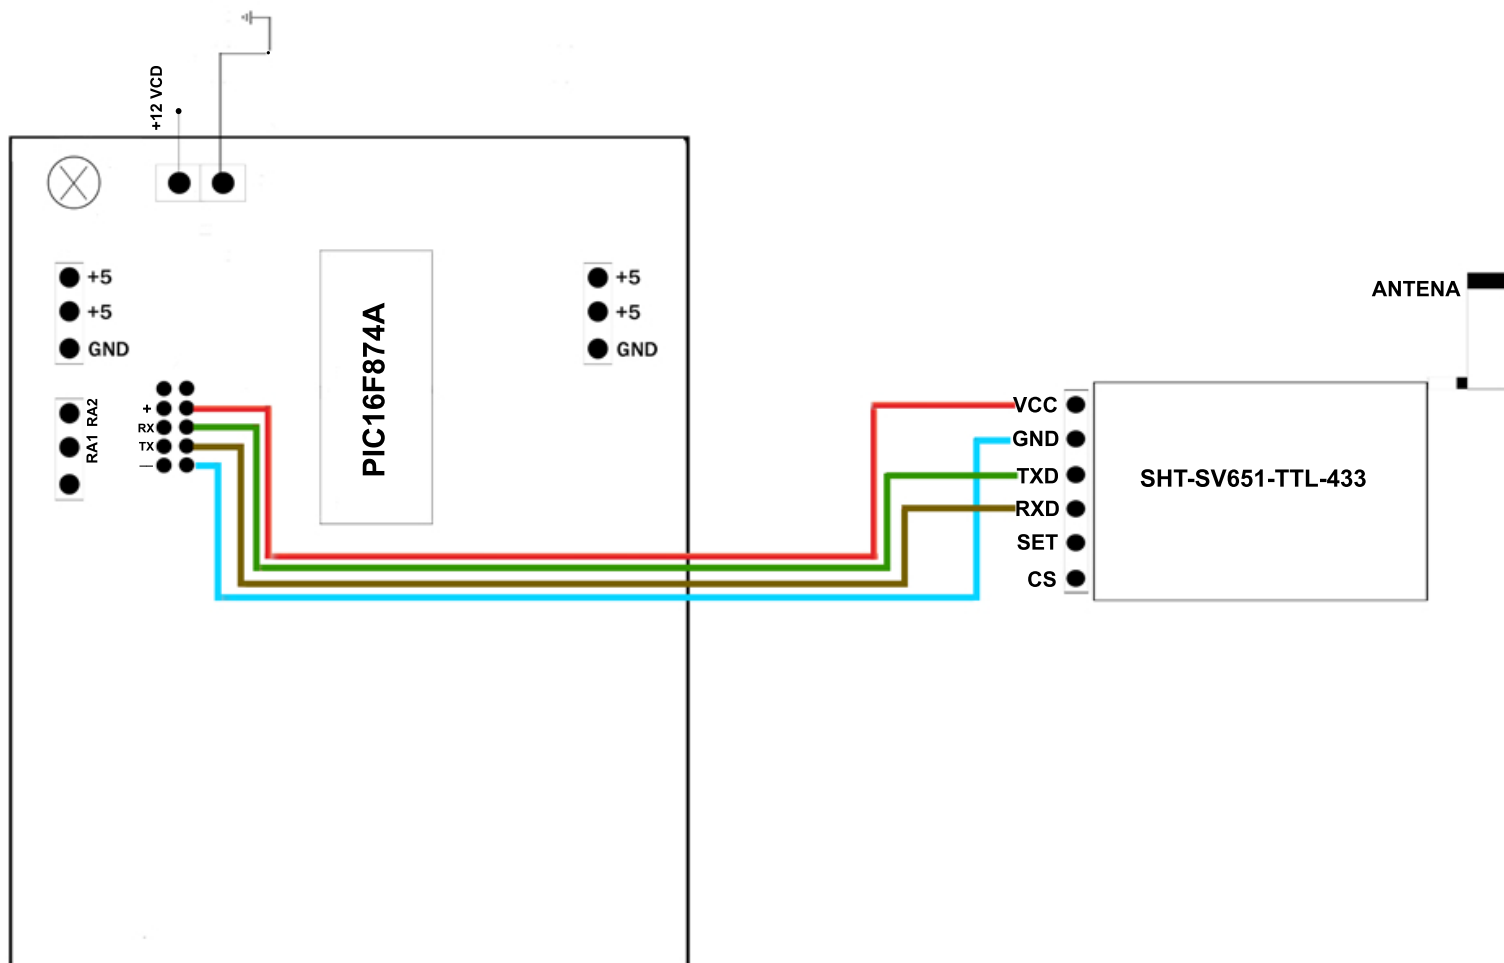 +12 VCD
+5
+5
GND
+5
+5
GND
PIC16F874A
RA2
RA1
+
RX
TX
—
ANTENA
VCC
GND
TXD
RXD
SET
CS
SHT-SV651-TTL-433